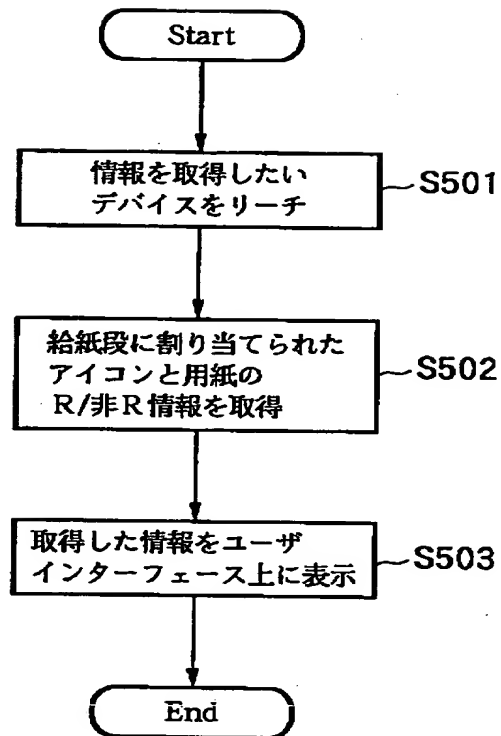 Start
情報を取得したい
デバイスをリーチ
S501
給紙段に割り当てられた
アイコンと用紙の
R/非R情報を取得
S502
取得した情報をユーザ
インターフェース上に表示
S503
End